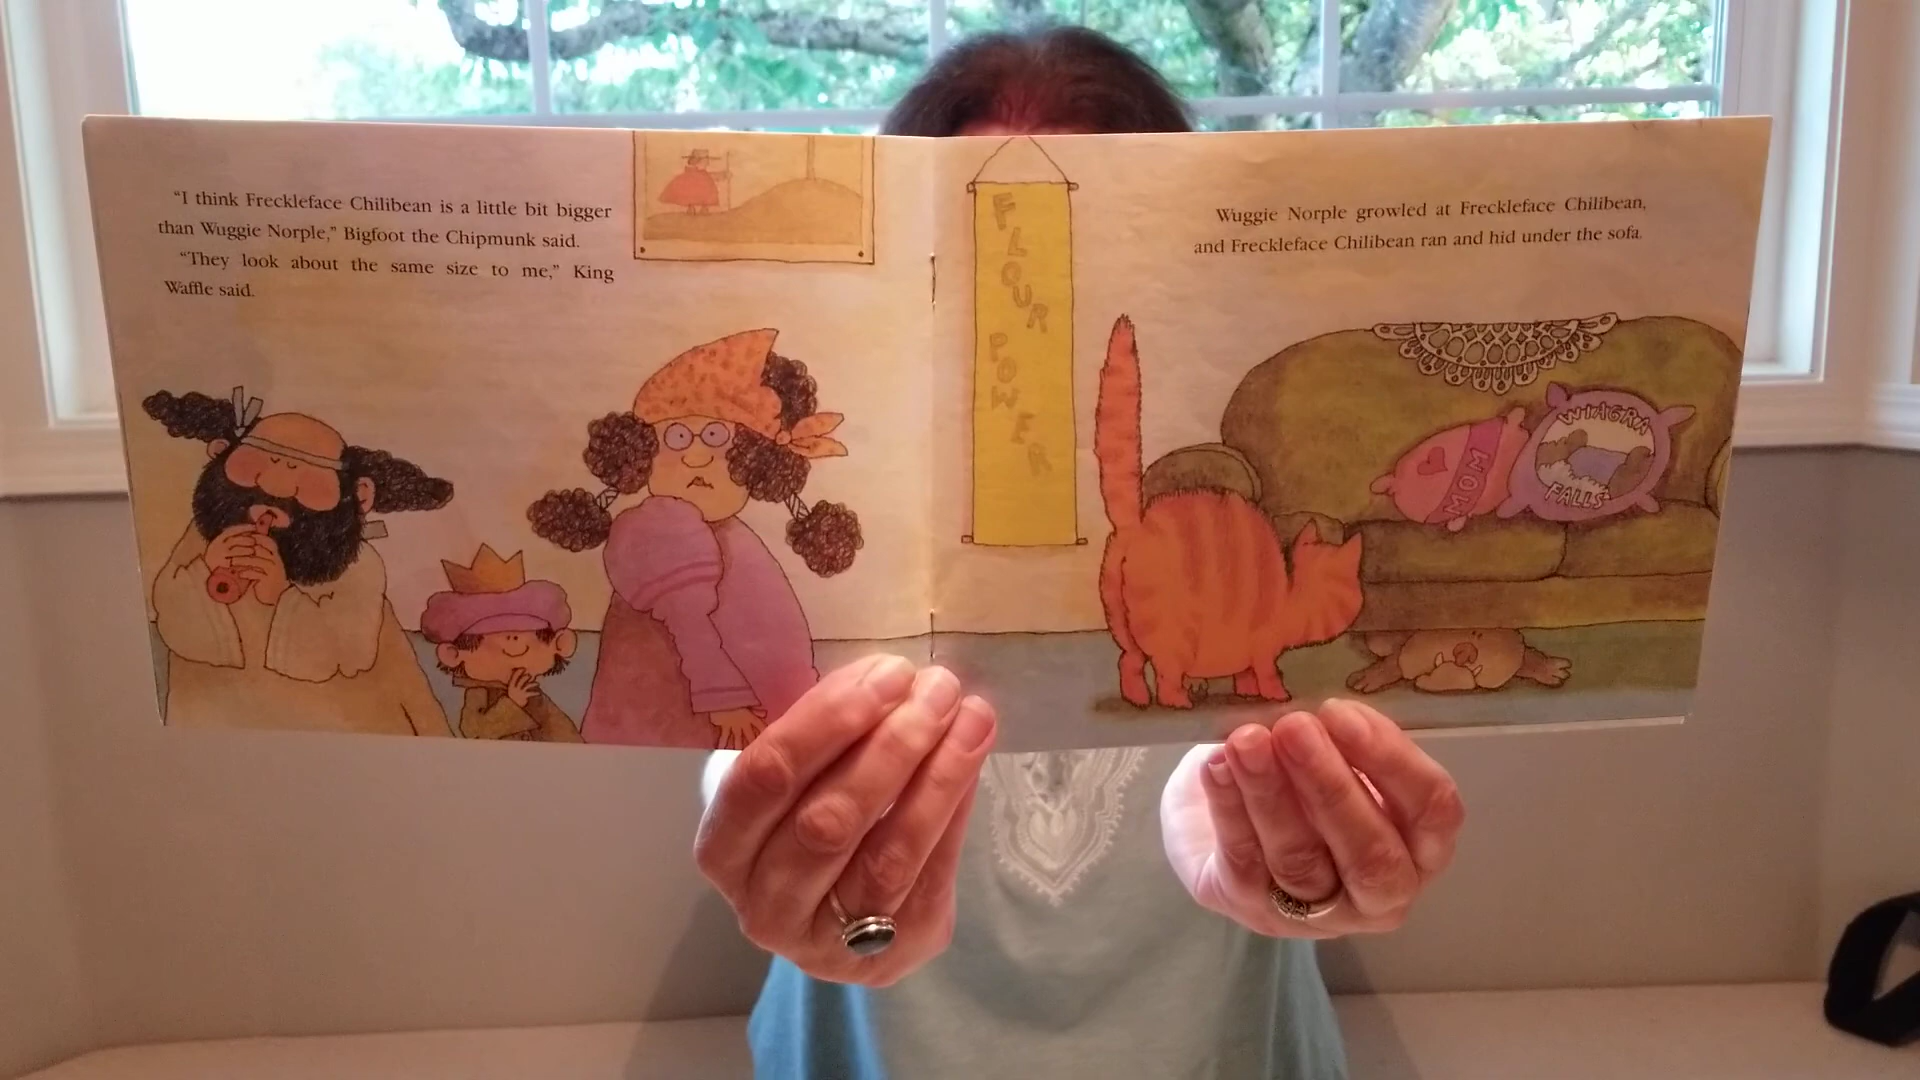 “I think Freckleface Chilibean is a little bit bigger
than Wuggie Norple,” Bigfoot the Chipmunk said.
“They look about the same size to me,” King
Waffle said.
FLOUR POWER
Wuggie Norple growled at Freckleface Chilibean,
and Freckleface Chilibean ran and hid under the sofa.
MOM
WIAGRA
FALLS